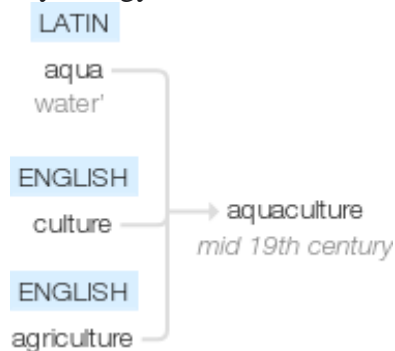 LATIN
aqua
water'
ENGLISH
culture
aquaculture
mid 19th century
ENGLISH
agriculture